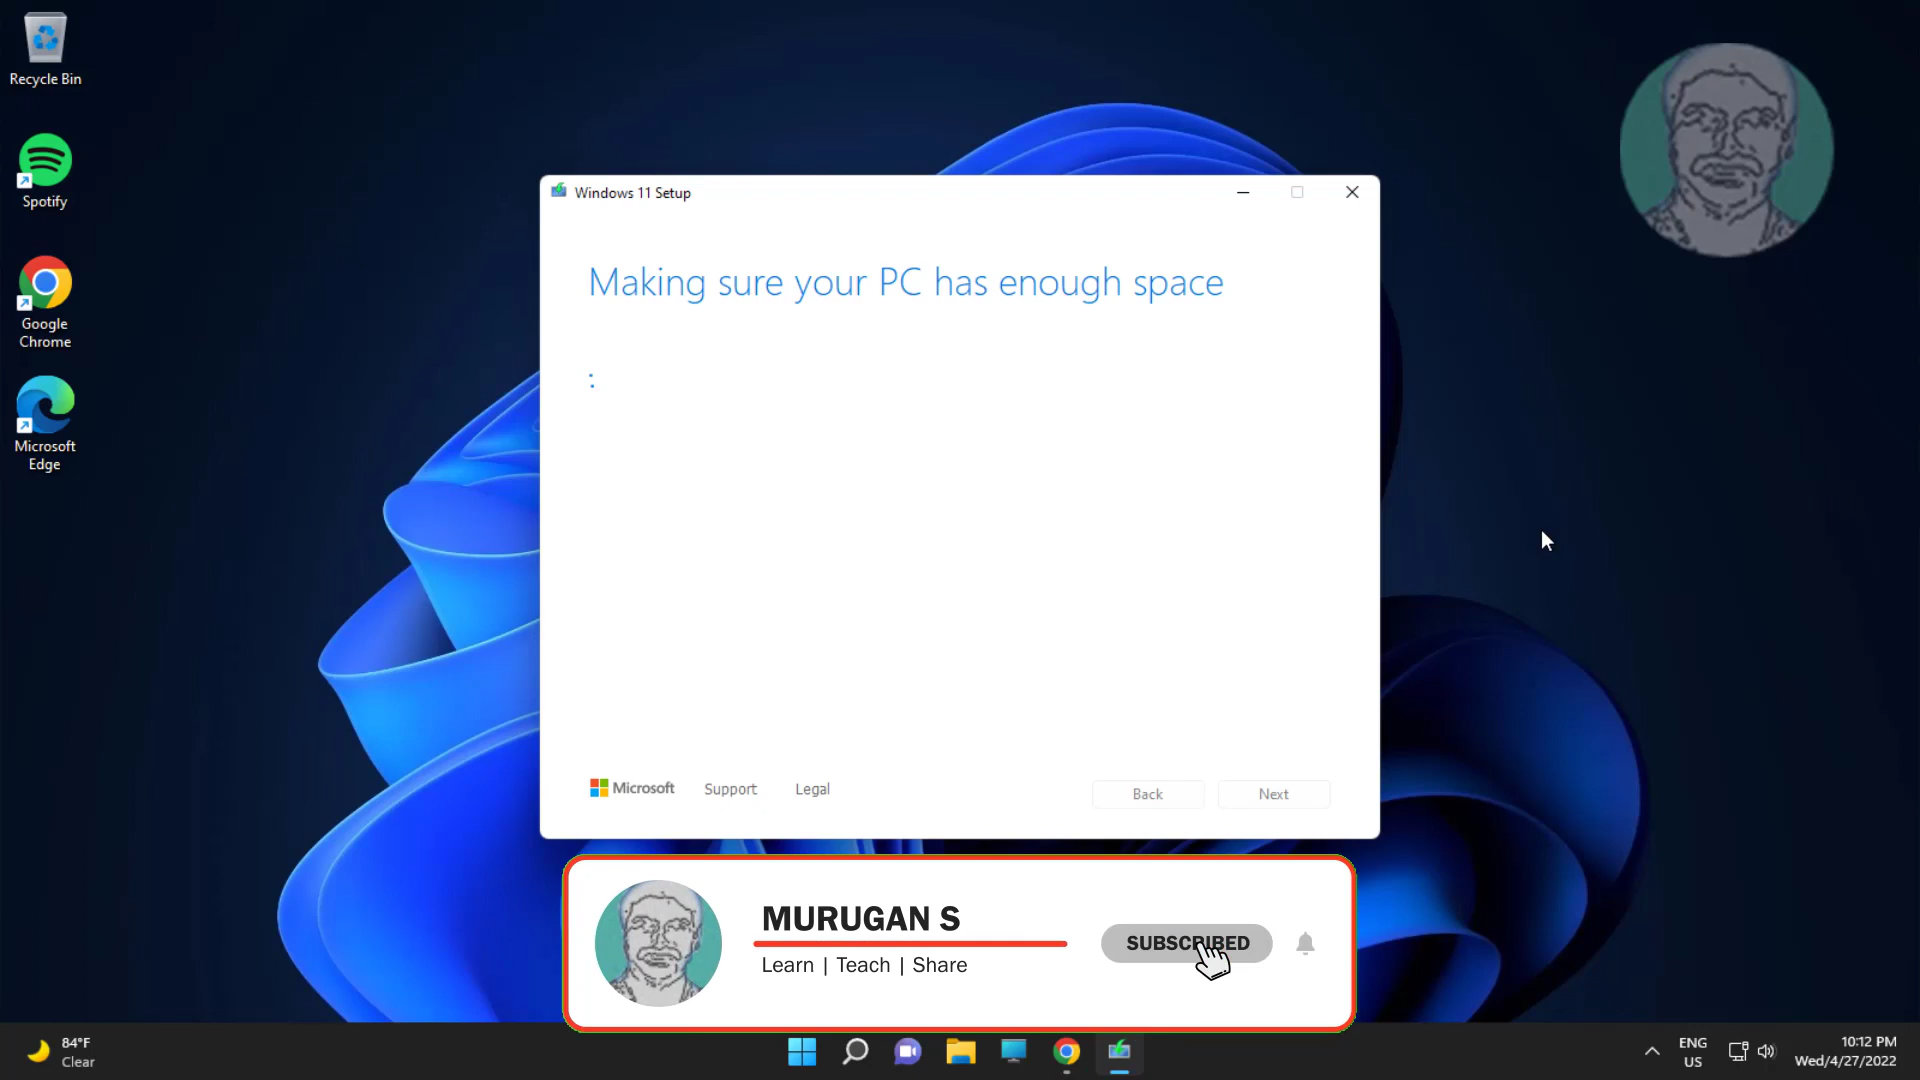 Recycle Bin
Spotify
Google
Chrome
Microsoft
Edge
Windows 11 Setup
Making sure your PC has enough space
Microsoft
Support
Legal
Back
Next
MURUGAN S
Learn | Teach | Share
SUBSCRIBED
84°F
Clear
ENG
US
10:12 PM
Wed/4/27/2022